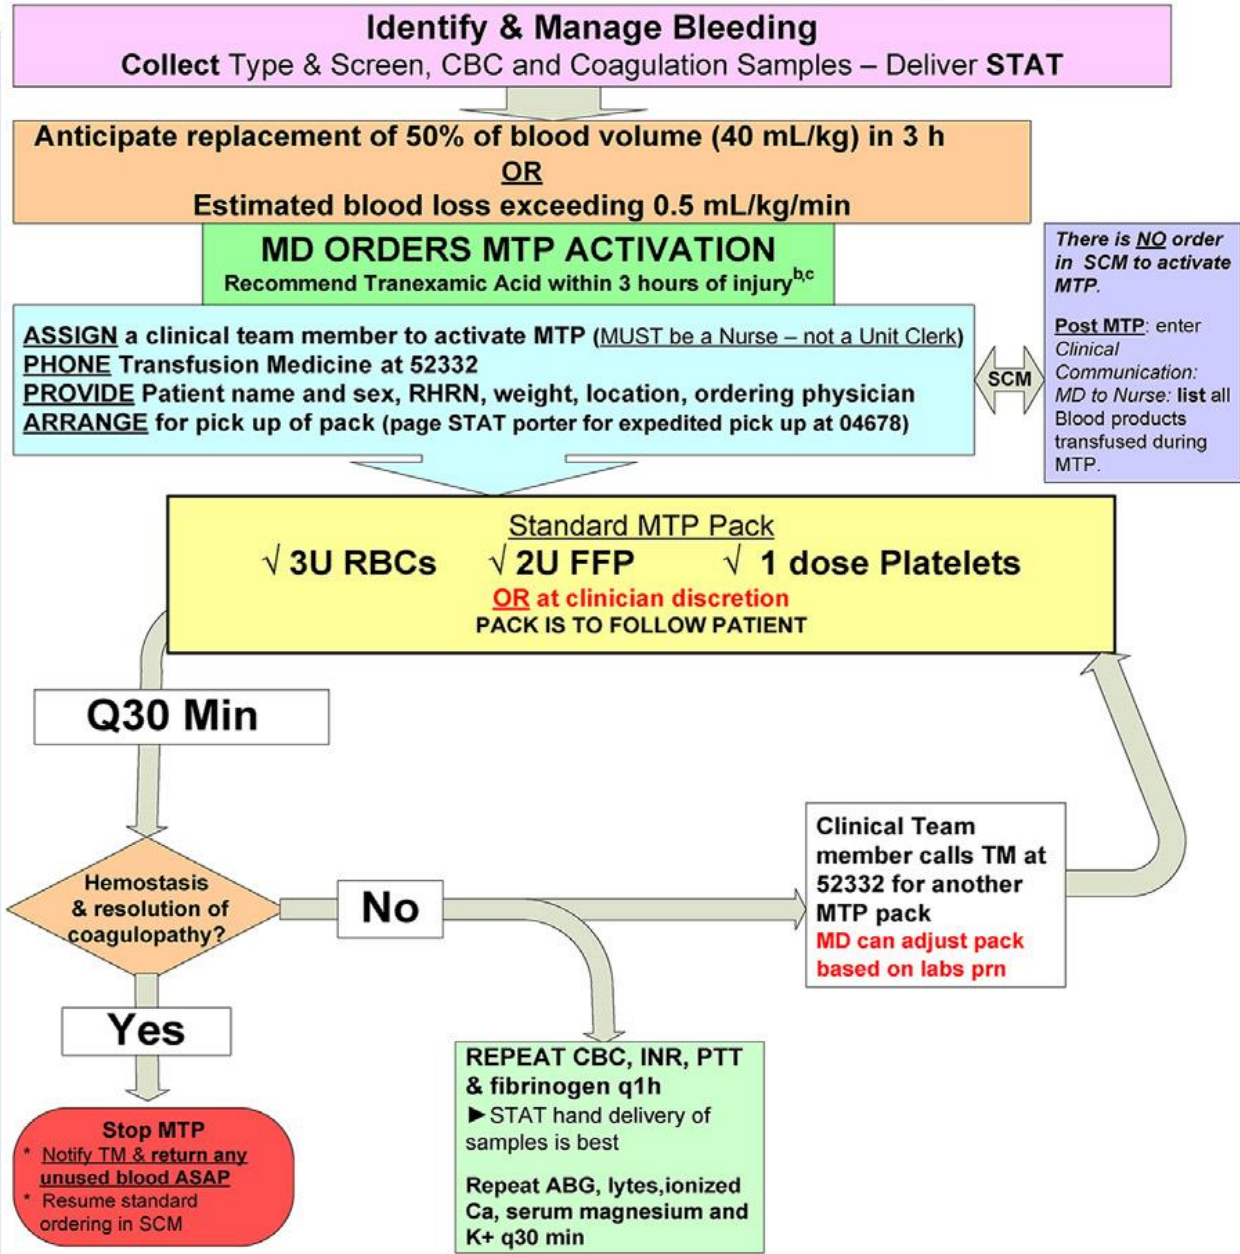 Identify & Manage Bleeding
Collect Type & Screen, CBC and Coagulation Samples – Deliver STAT
Anticipate replacement of 50% of blood volume (40 mL/kg) in 3 h
OR
Estimated blood loss exceeding 0.5 mL/kg/min
MD ORDERS MTP ACTIVATION
Recommend Tranexamic Acid within 3 hours of injury b,c
ASSIGN a clinical team member to activate MTP (MUST be a Nurse – not a Unit Clerk)
PHONE Transfusion Medicine at 52332
PROVIDE Patient name and sex, RHRN, weight, location, ordering physician
ARRANGE for pick up of pack (page STAT porter for expedited pick up at 04678)
SCM
There is NO order
in SCM to activate
MTP.
Post MTP: enter
Clinical
Communication:
MD to Nurse: list all
Blood products
transfused during
MTP.
Standard MTP Pack
√ 3U RBCs √ 2U FFP √ 1 dose Platelets
OR at clinician discretion
PACK IS TO FOLLOW PATIENT
Q30 Min
Hemostasis
& resolution of
coagulopathy?
No
Clinical Team
member calls TM at
52332 for another
MTP pack
MD can adjust pack
based on labs prn
Yes
Stop MTP
* Notify TM & return any
unused blood ASAP
* Resume standard
ordering in SCM
REPEAT CBC, INR, PTT
& fibrinogen q1h
►STAT hand delivery of
samples is best
Repeat ABG, lytes,ionized
Ca, serum magnesium and
K+ q30 min